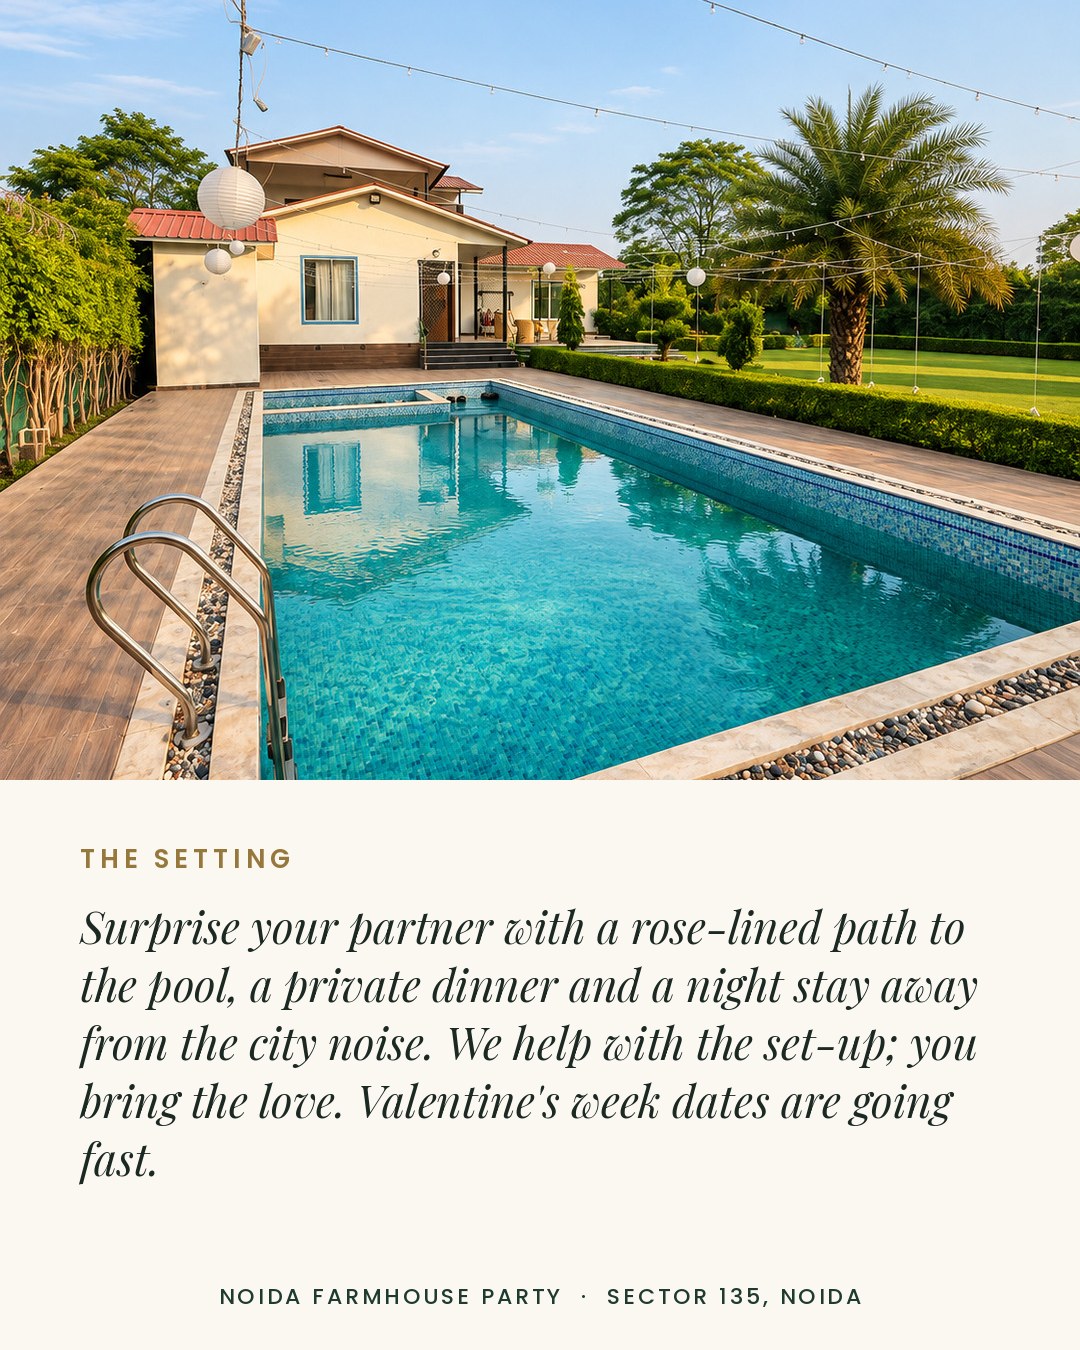 THE SETTING
Surprise your partner with a rose-lined path to
the pool, a private dinner and a night stay away
from the city noise. We help with the set-up; you
bring the love. Valentine's week dates are going
fast.
NOIDA FARMHOUSE PARTY · SECTOR 135, NOIDA